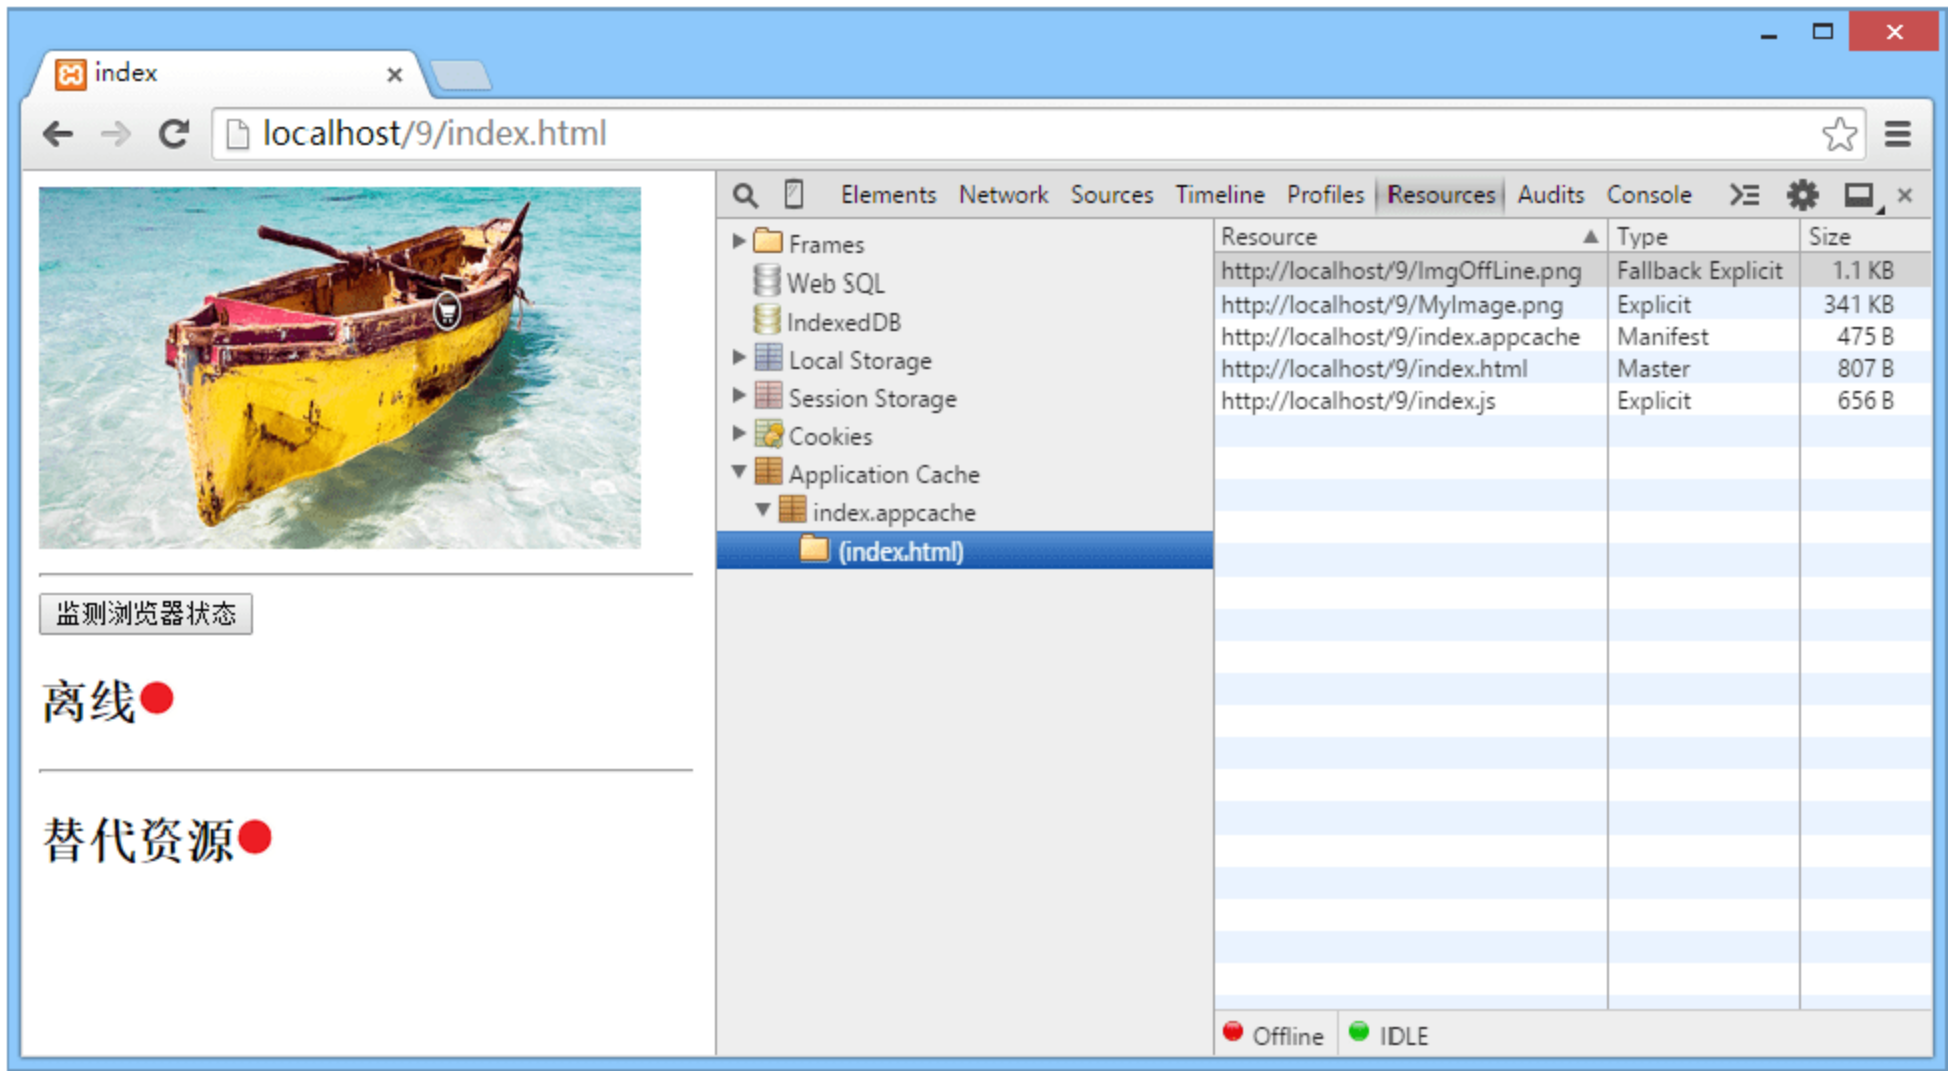 index
localhost/9/index.html
Elements Network Sources Timeline Profiles Resources Audits Console
监测浏览器状态
离线
替代资源
Frames
Web SQL
IndexedDB
Local Storage
Session Storage
Cookies
Application Cache
index.appcache
(index.html)
Resource Type Size
http://localhost/9/ImgOffLine.png Fallback Explicit 1.1 KB
http://localhost/9/MyImage.png Explicit 341 KB
http://localhost/9/index.appcache Manifest 475 B
http://localhost/9/index.html Master 807 B
http://localhost/9/index.js Explicit 656 B
Offline IDLE